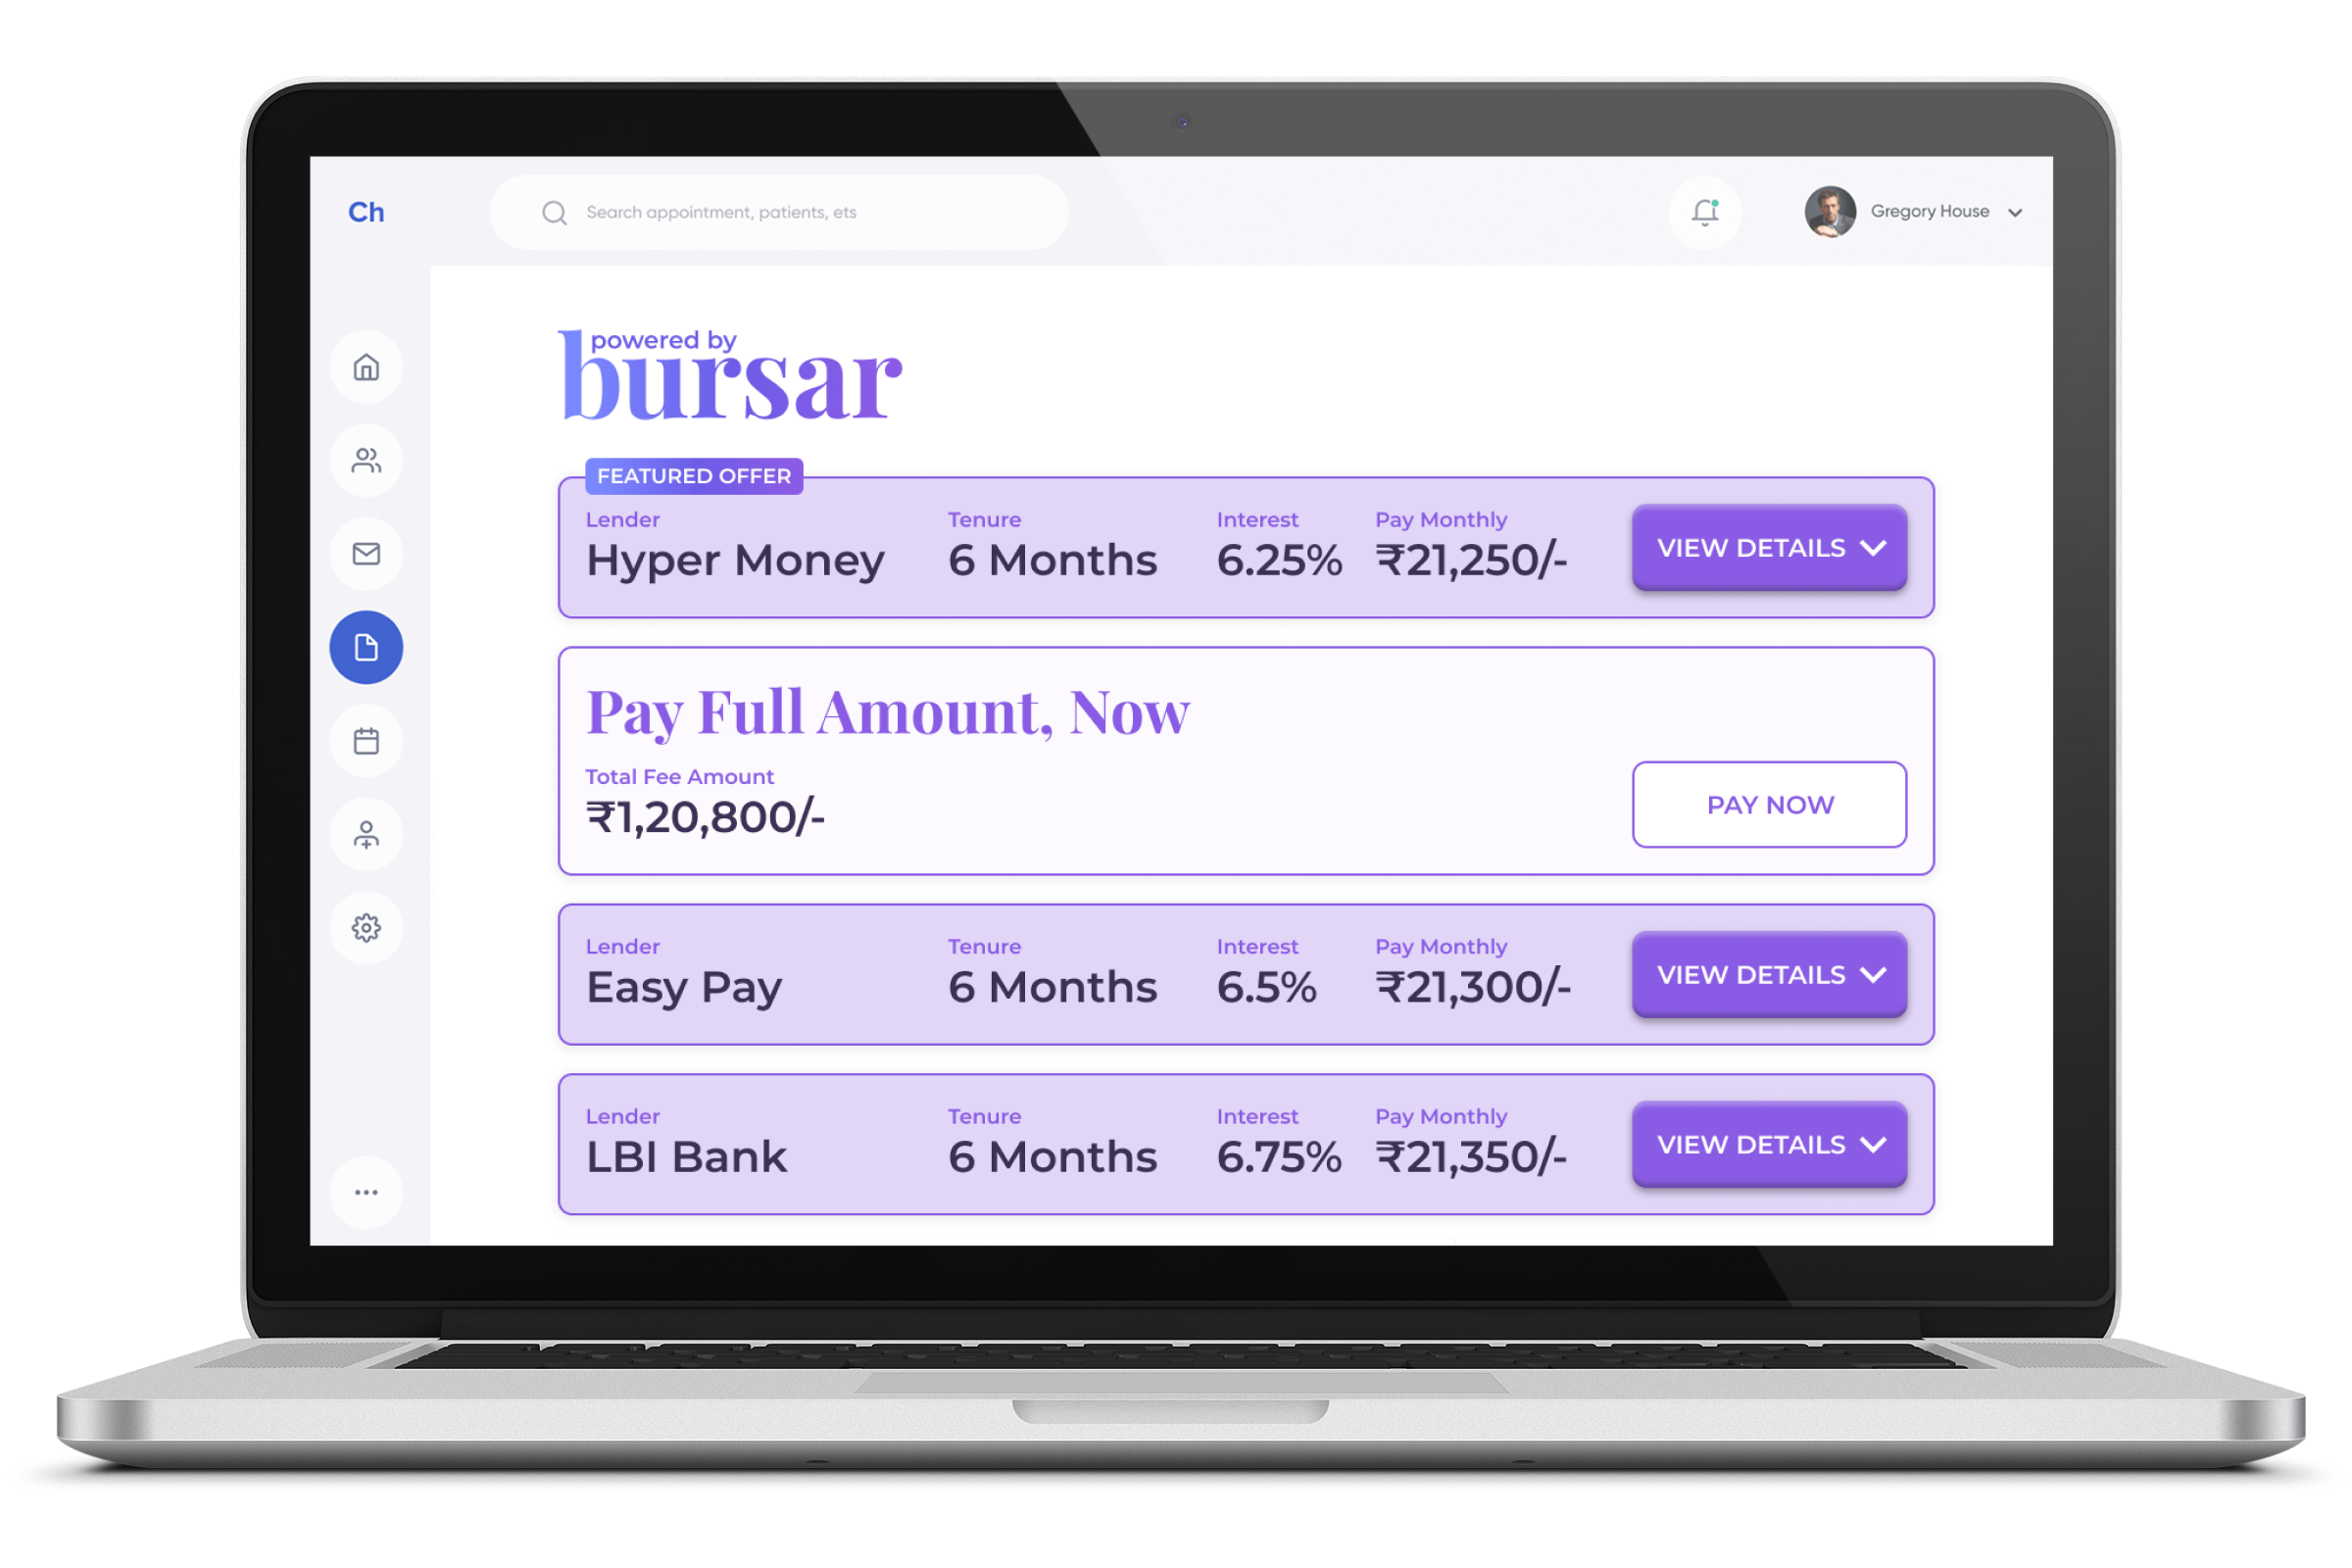 Ch
Search appointment, patients, ets
Gregory House
powered by
bursar
FEATURED OFFER
Lender Tenure Interest Pay Monthly
Hyper Money 6 Months 6.25% ₹21,250/-
VIEW DETAILS
Pay Full Amount, Now
Total Fee Amount
₹1,20,800/-
PAY NOW
Lender Tenure Interest Pay Monthly
Easy Pay 6 Months 6.5% ₹21,300/-
VIEW DETAILS
Lender Tenure Interest Pay Monthly
LBI Bank 6 Months 6.75% ₹21,350/-
VIEW DETAILS